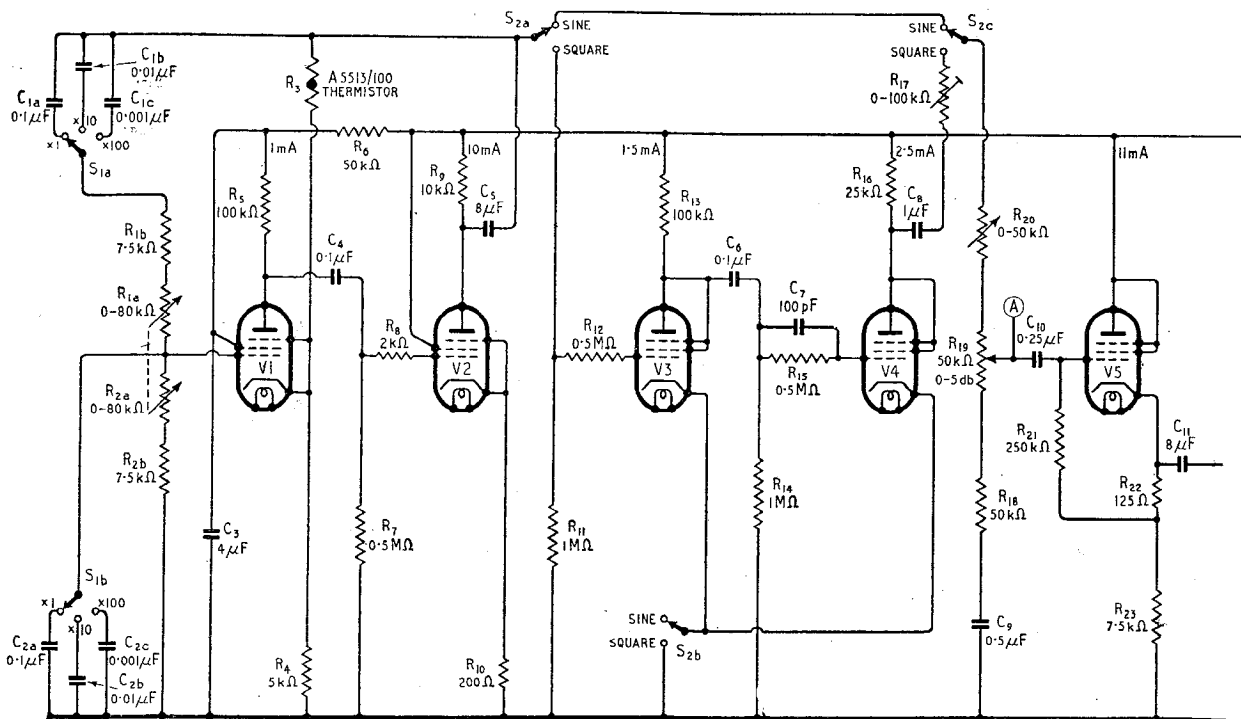 S2a
SINE
SQUARE
S2c
SINE
SQUARE
C1b
0·01μF
C1a
0·1μF
C1c
0·001μF
x1
x10
x100
S1a
R3
A5513/100
THERMISTOR
R17
0-100kΩ
1mA
R6
50kΩ
10mA
1·5mA
2·5mA
11mA
R5
100kΩ
R9
10kΩ
C5
8μF
R13
100kΩ
R16
25kΩ
C8
1μF
R20
0-50kΩ
R1b
7·5kΩ
R1a
0-80kΩ
C4
0·1μF
C6
0·1μF
C7
100pF
A
C10
0·25μF
R8
2kΩ
R12
0·5MΩ
R15
0·5MΩ
R19
50kΩ
0-5db
V1
V2
V3
V4
V5
R2a
0-80kΩ
R2b
7·5kΩ
R21
250kΩ
C11
8μF
R22
125Ω
C3
4μF
R7
0·5MΩ
R11
1MΩ
R14
1MΩ
R18
50kΩ
S1b
x1
x10
x100
C2a
0·1μF
C2c
0·001μF
C2b
0·01μF
R4
5kΩ
R10
200Ω
SINE
SQUARE
S2b
C9
0·5μF
R23
7·5kΩ